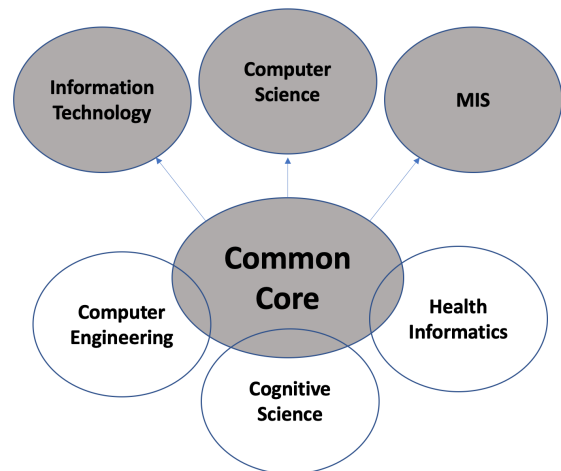 Information
Technology
Computer
Science
MIS
Common
Core
Computer
Engineering
Health
Informatics
Cognitive
Science